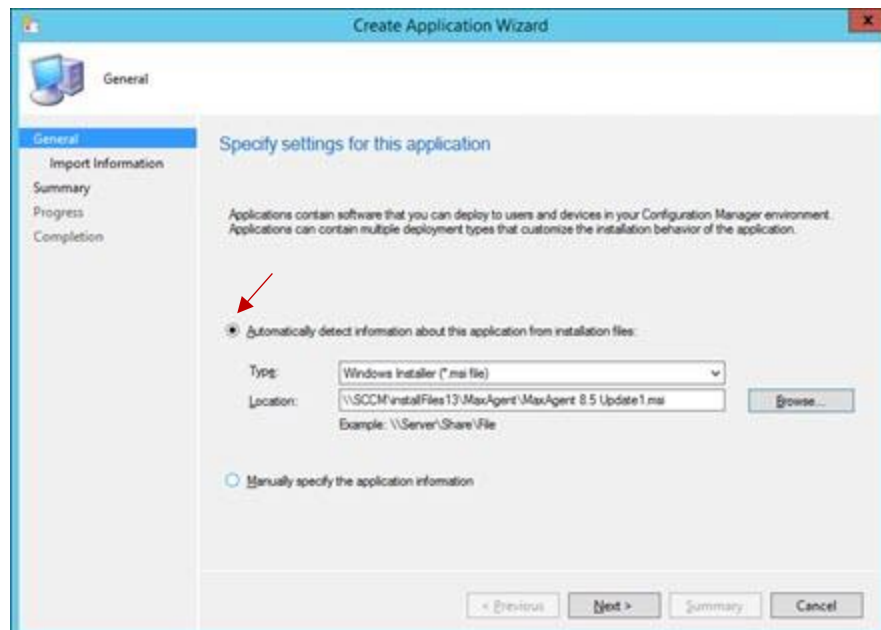 Create Application Wizard
x
General
General
Import Information
Summary
Progress
Completion
Specify settings for this application
Applications contain software that you can deploy to users and devices in your Configuration Manager environment.
Applications can contain multiple deployment types that customize the installation behavior of the application.
Automatically detect information about this application from installation files:
Type: Windows Installer (*.msi file)
Location: \\SCCM\installFiles13\MaxAgent\MaxAgent 8.5 Update1.msi Browse...
Example: \\Server\Share\File
Manually specify the application information
< Previous Next > Summary Cancel